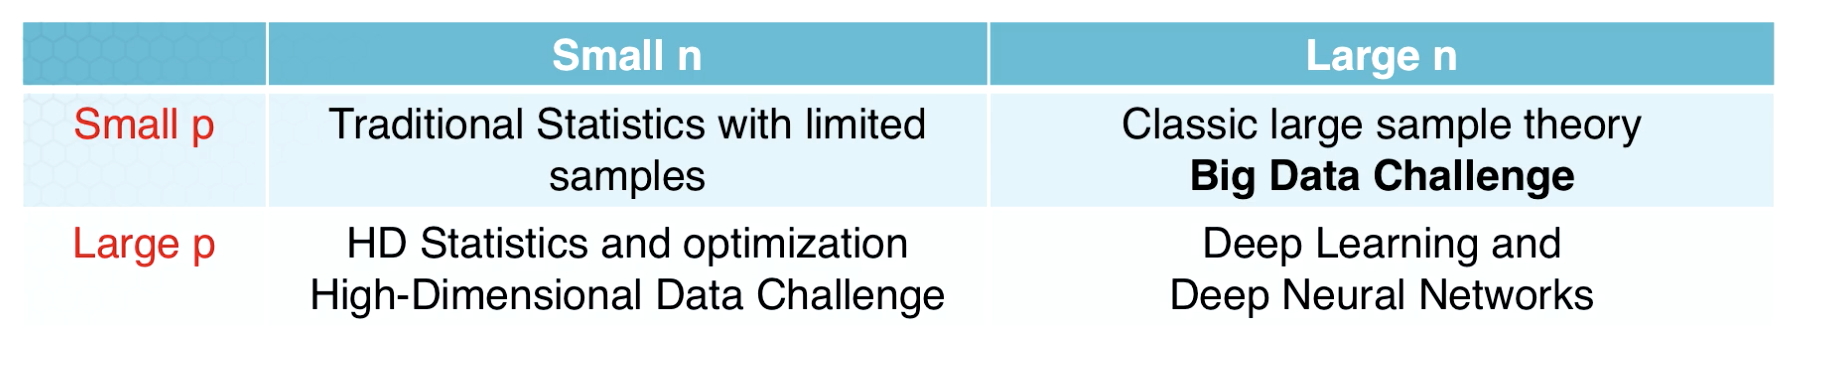 Small n
Large n
Small p
Traditional Statistics with limited
samples
Classic large sample theory
Big Data Challenge
Large p
HD Statistics and optimization
High-Dimensional Data Challenge
Deep Learning and
Deep Neural Networks